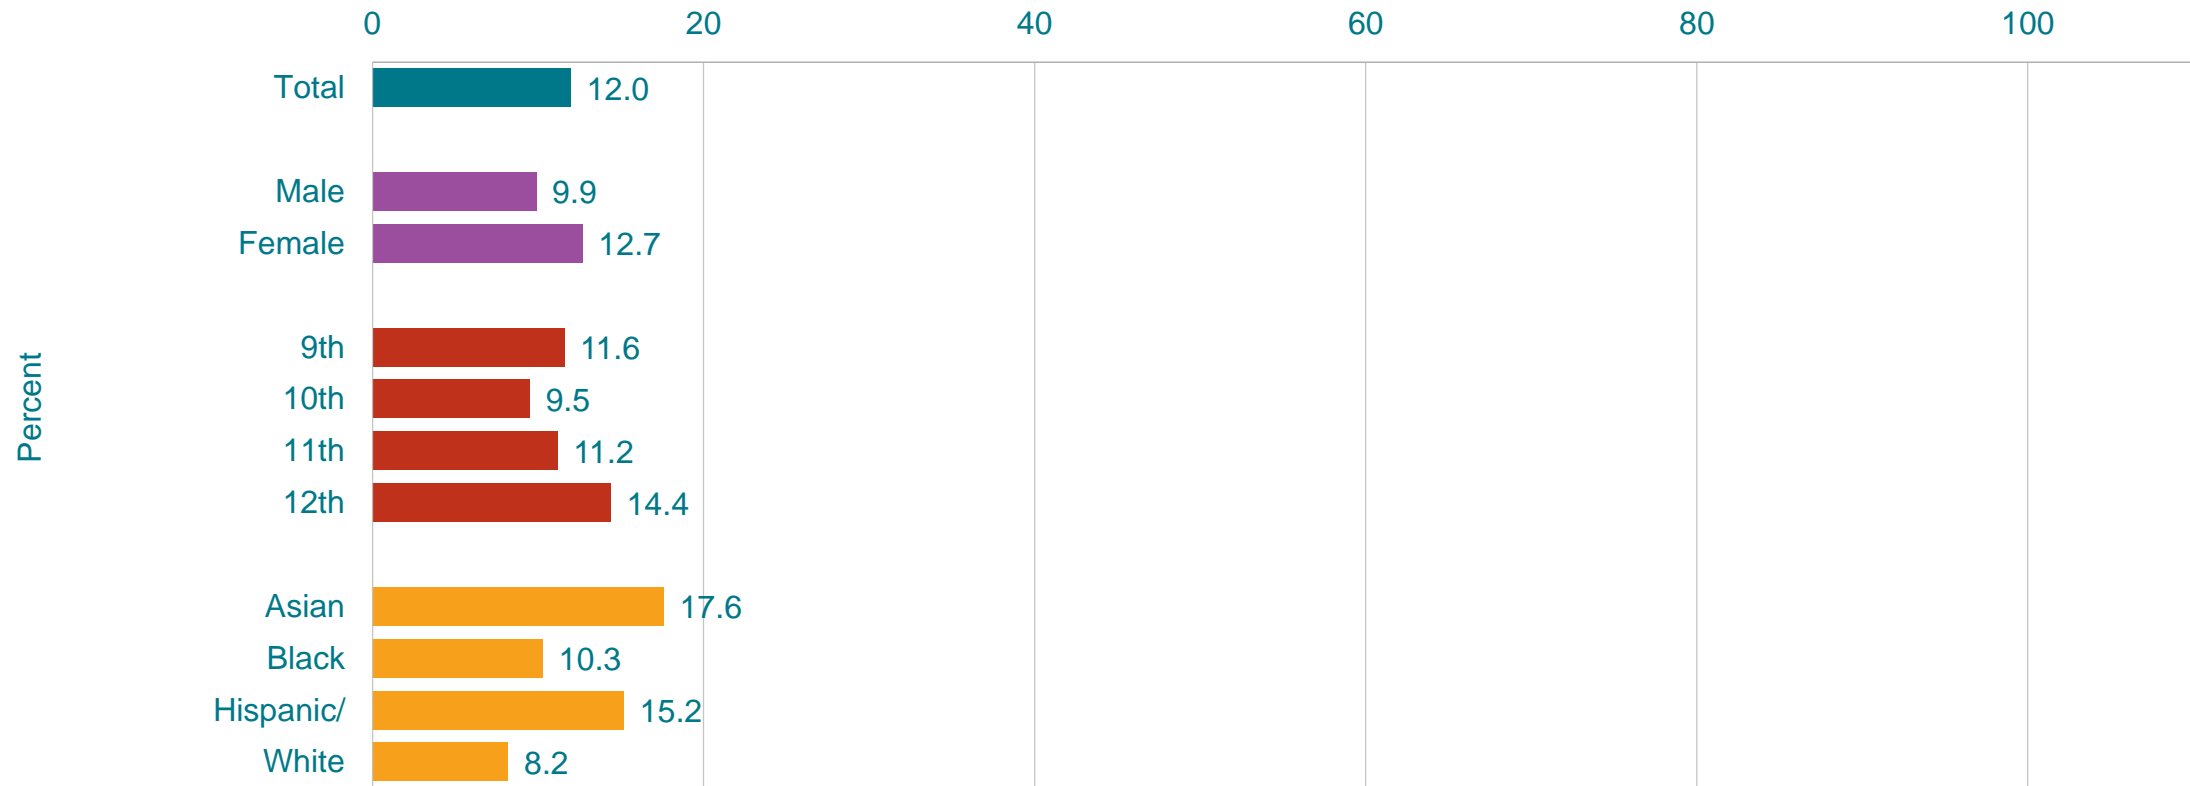 0 20 40 60 80 100
Total 12.0
Male 9.9
Female 12.7
9th 11.6
10th 9.5
11th 11.2
12th 14.4
Asian 17.6
Black 10.3
Hispanic/ 15.2
White 8.2
Percent